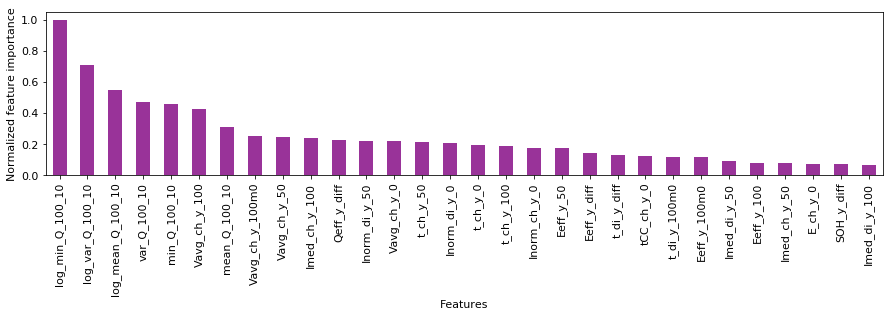 Normalized feature importance
1.0
0.8
0.6
0.4
0.2
0.0
log_min_Q_100_10
log_var_Q_100_10
log_mean_Q_100_10
var_Q_100_10
min_Q_100_10
Vavg_ch_y_100
mean_Q_100_10
Vavg_ch_y_100m0
Vavg_ch_y_50
Imed_ch_y_100
Qeff_y_diff
Inorm_di_y_50
Vavg_ch_y_0
t_ch_y_50
Inorm_di_y_0
t_ch_y_0
t_ch_y_100
Inorm_ch_y_0
Eeff_y_50
Eeff_y_diff
t_di_y_diff
tCC_ch_y_0
t_di_y_100m0
Eeff_y_100m0
Imed_di_y_50
Eeff_y_100
Imed_ch_y_50
E_ch_y_0
SOH_y_diff
Imed_di_y_100
Features